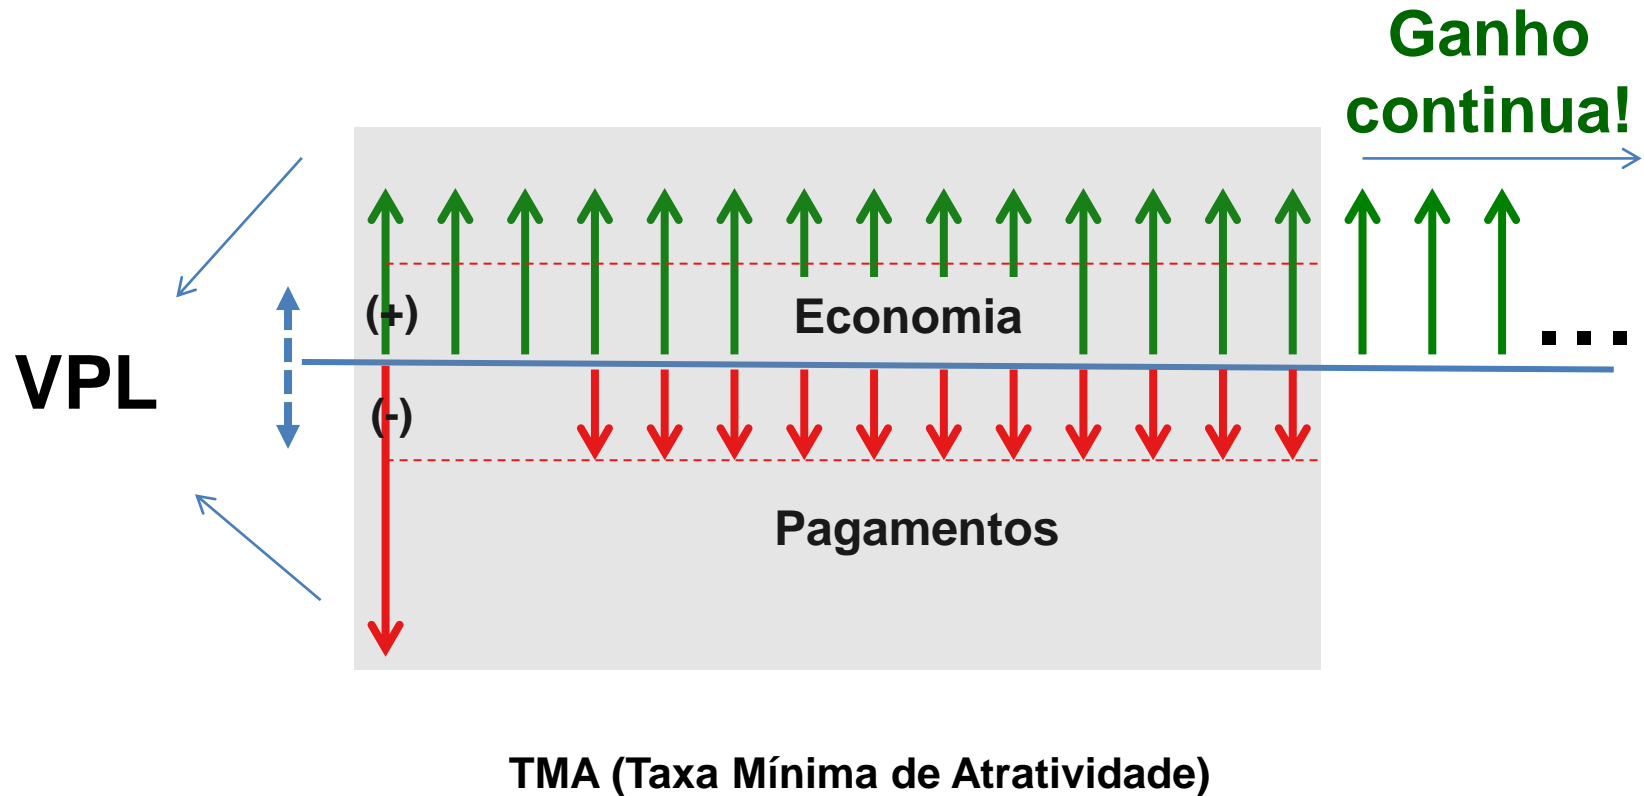 Ganho
continua!
(+)
Economia
...
VPL
(-)
Pagamentos
TMA (Taxa Mínima de Atratividade)